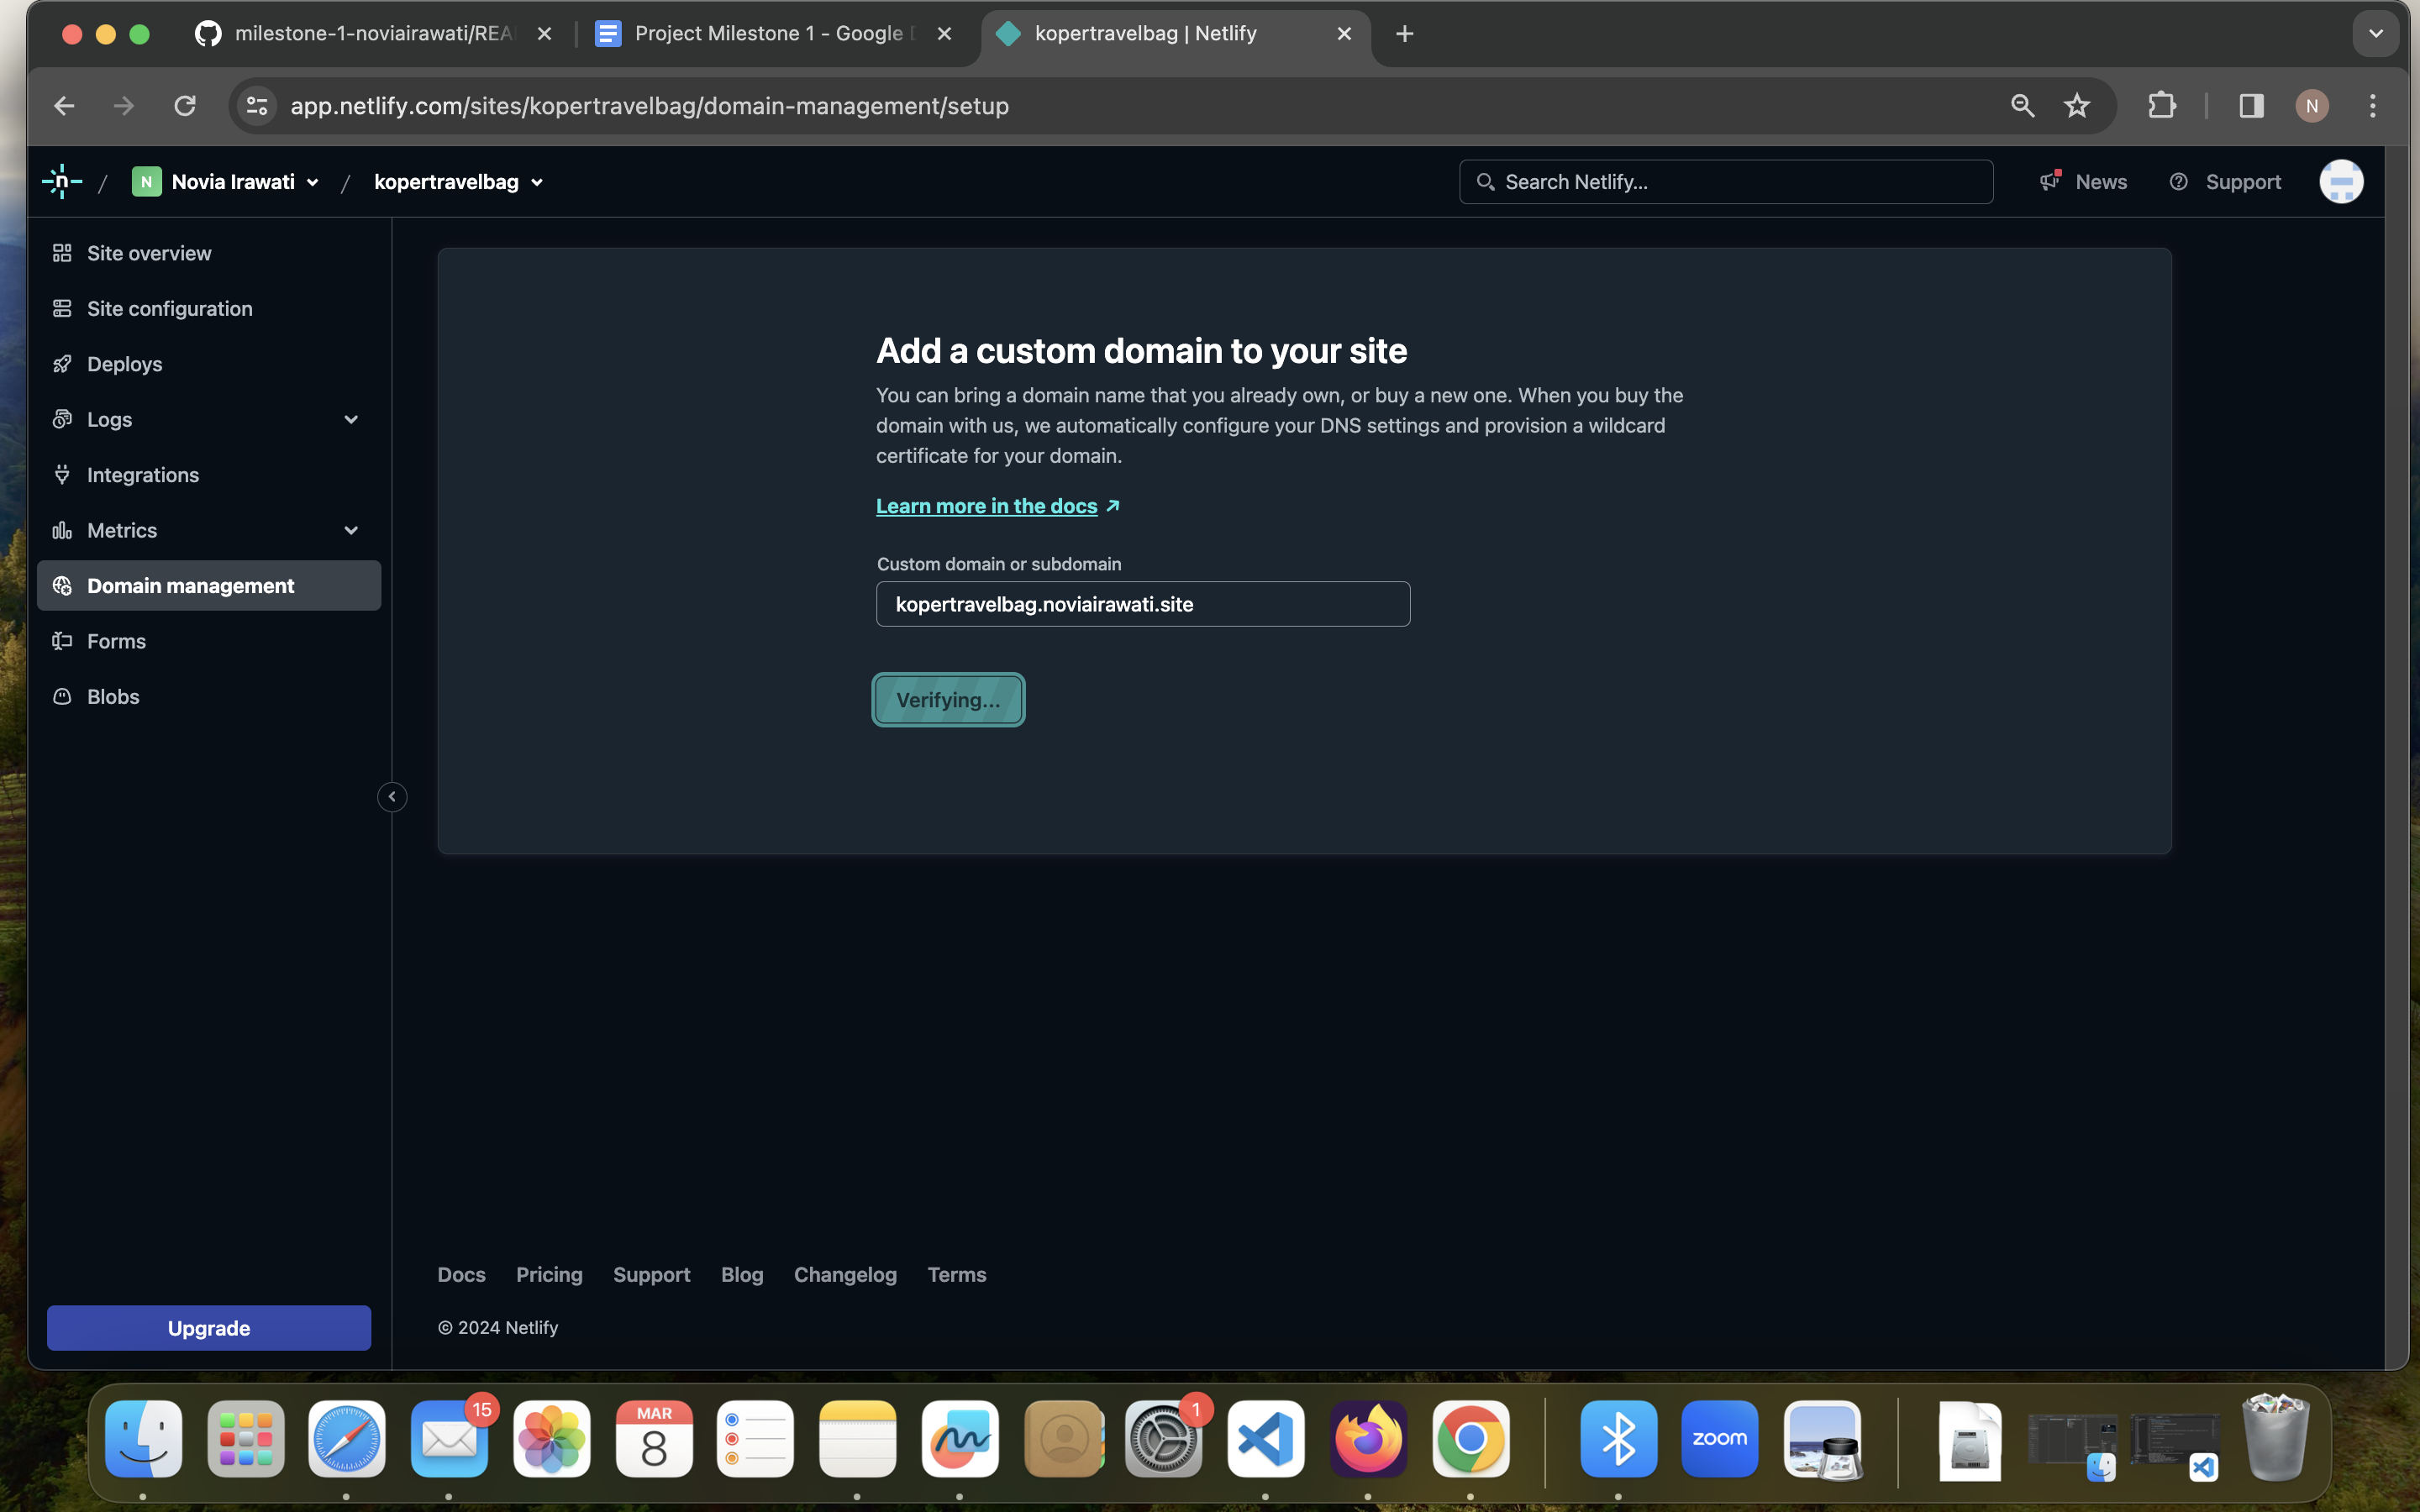 milestone-1-noviairawati/REA
Project Milestone 1 - Google D
kopertravelbag | Netlify
app.netlify.com/sites/kopertravelbag/domain-management/setup
N
n
/
N
Novia Irawati
/
kopertravelbag
Search Netlify...
News
Support
Site overview
Site configuration
Deploys
Logs
Integrations
Metrics
Domain management
Forms
Blobs
Upgrade
Add a custom domain to your site
You can bring a domain name that you already own, or buy a new one. When you buy the
domain with us, we automatically configure your DNS settings and provision a wildcard
certificate for your domain.
Learn more in the docs
Custom domain or subdomain
kopertravelbag.noviairawati.site
Verifying...
Docs
Pricing
Support
Blog
Changelog
Terms
© 2024 Netlify
15
MAR
8
1
zoom